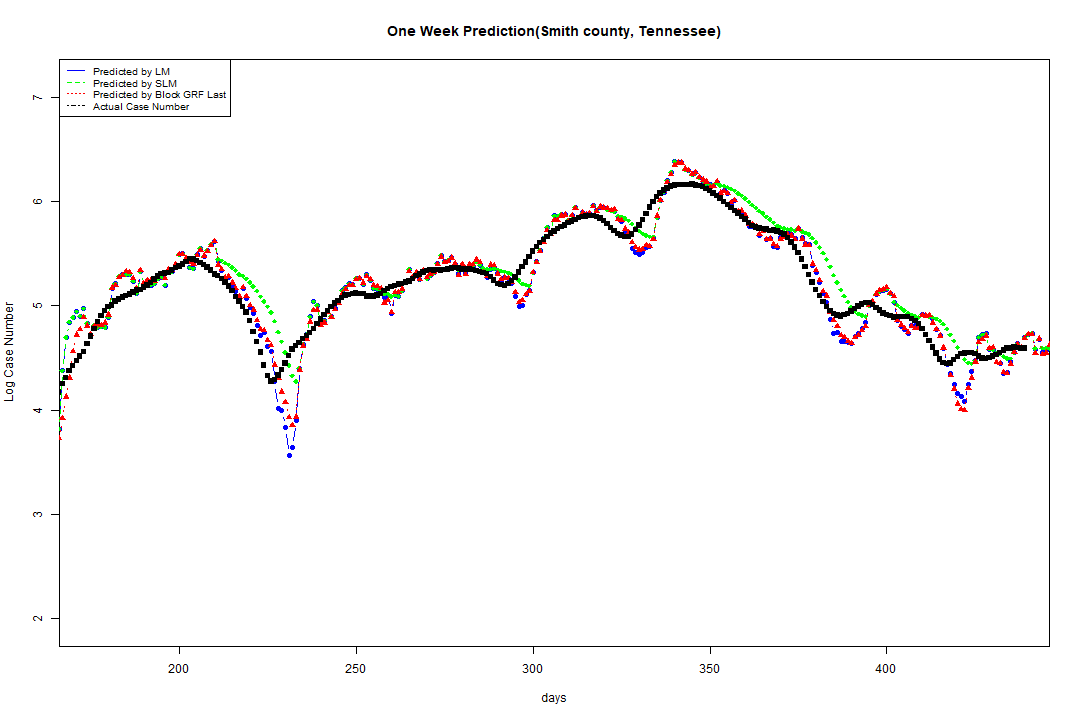 One Week Prediction(Smith county, Tennessee)
Predicted by LM
Predicted by SLM
Predicted by Block GRF Last
Actual Case Number
7
6
5
4
3
2
Log Case Number
200 250 300 350 400
days